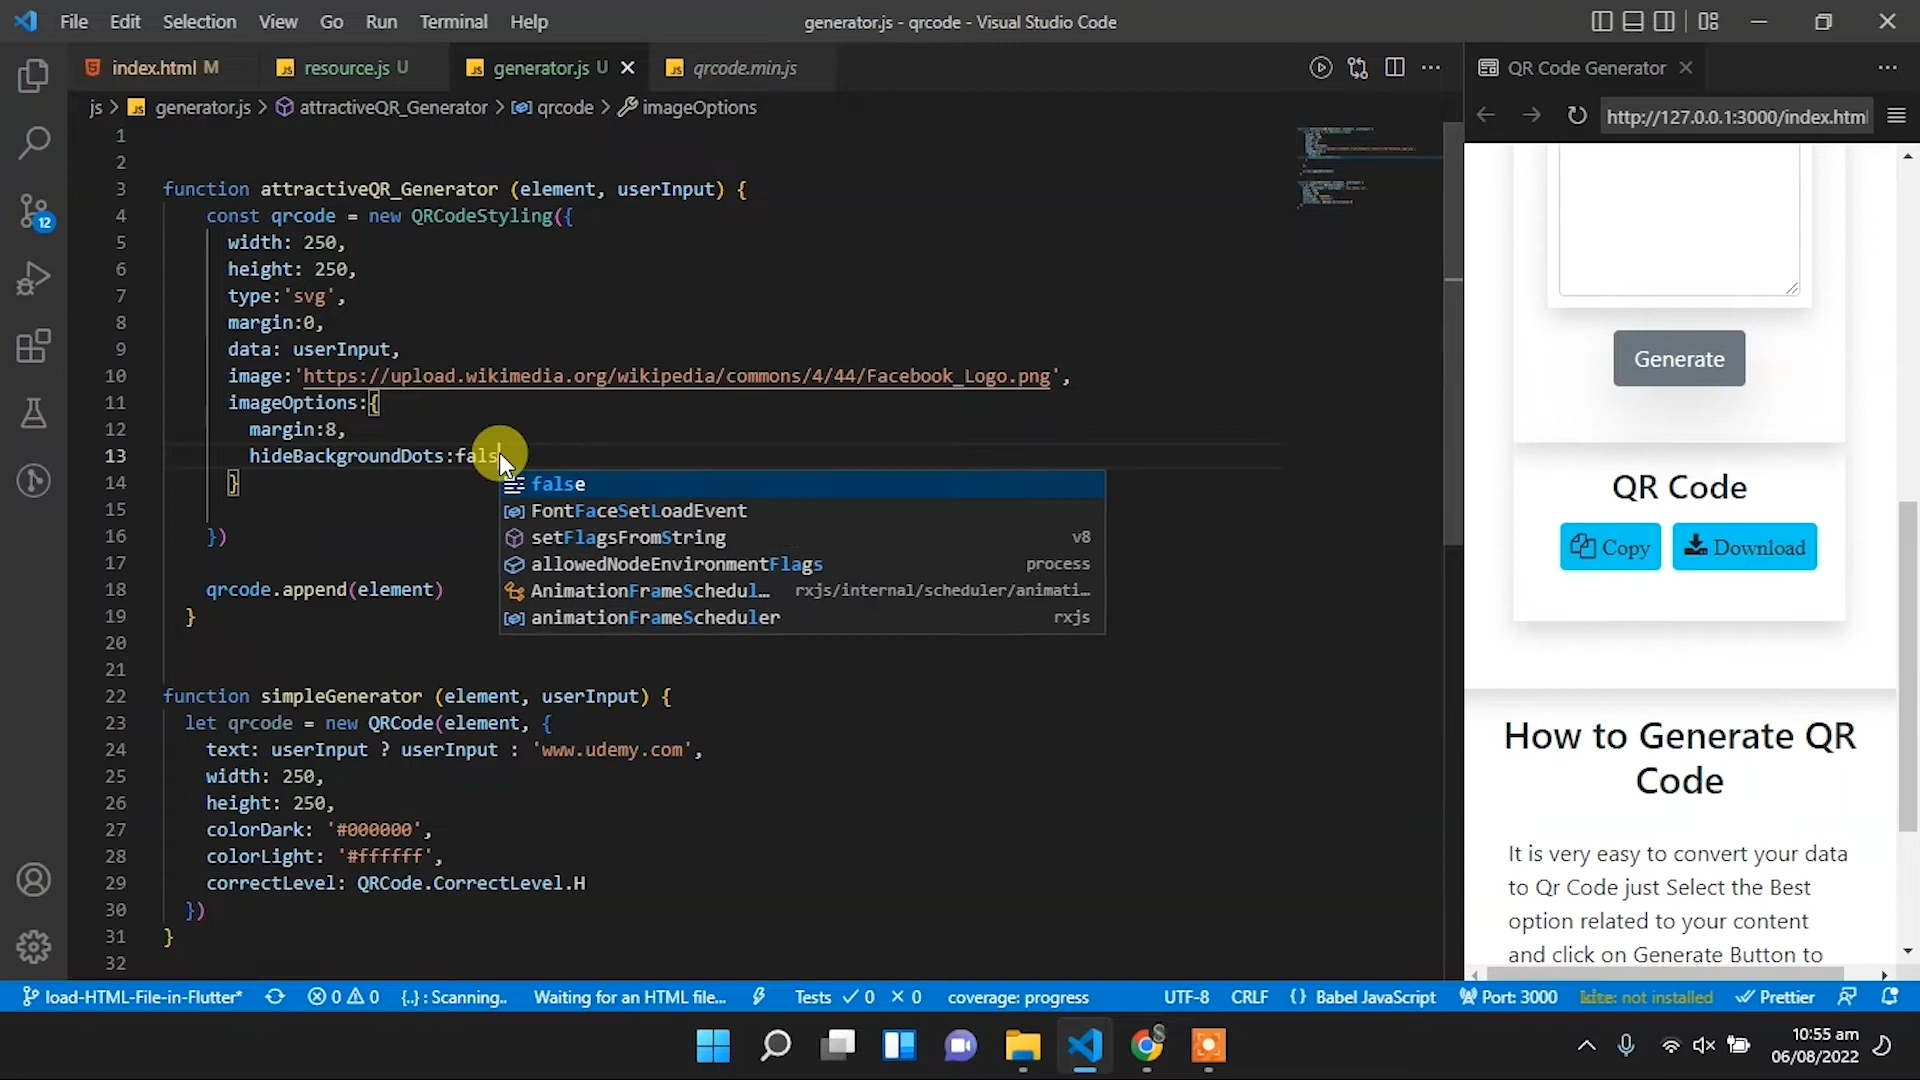 File Edit Selection View Go Run Terminal Help
generator.js - qrcode - Visual Studio Code
index.html M
resource.js U
generator.js U
qrcode.min.js
QR Code Generator
js > generator.js > attractiveQR_Generator > qrcode > imageOptions
http://127.0.0.1:3000/index.html
1
2
3 function attractiveQR_Generator (element, userInput) {
4 const qrcode = new QRCodeStyling({
5 width: 250,
6 height: 250,
7 type:'svg',
8 margin:0,
9 data: userInput,
10 image:'https://upload.wikimedia.org/wikipedia/commons/4/44/Facebook_Logo.png',
11 imageOptions:{
12 margin:8,
13 hideBackgroundDots:fals
14 }
15
16 })
17
18 qrcode.append(element)
19 }
20
21
22 function simpleGenerator (element, userInput) {
23 let qrcode = new QRCode(element, {
24 text: userInput ? userInput : 'www.udemy.com',
25 width: 250,
26 height: 250,
27 colorDark: '#000000',
28 colorLight: '#ffffff',
29 correctLevel: QRCode.CorrectLevel.H
30 })
31 }
32
false
FontFaceSetLoadEvent
setFlagsFromString v8
allowedNodeEnvironmentFlags process
AnimationFrameSchedul... rxjs/internal/scheduler/animati...
animationFrameScheduler rxjs
12
Generate
QR Code
Copy
Download
How to Generate QR
Code
It is very easy to convert your data
to Qr Code just Select the Best
option related to your content
and click on Generate Button to
load-HTML-File-in-Flutter* 0 0 {..} : Scanning.. Waiting for an HTML file... Tests 0 0 coverage: progress UTF-8 CRLF {} Babel JavaScript Port: 3000 kite: not installed Prettier
S
10:55 am
06/08/2022